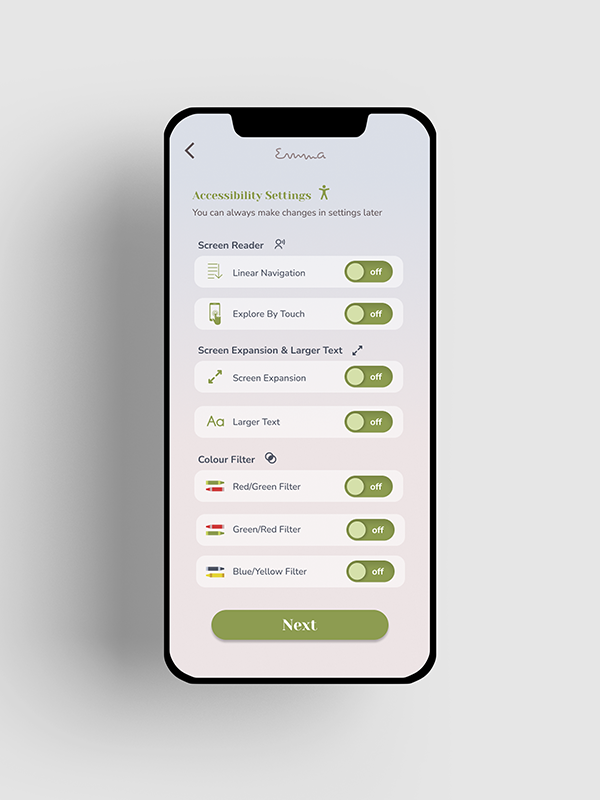 Emma
Accessibility Settings
You can always make changes in settings later
Screen Reader
Linear Navigation off
Explore By Touch off
Screen Expansion & Larger Text
Screen Expansion off
Aa Larger Text off
Colour Filter
Red/Green Filter off
Green/Red Filter off
Blue/Yellow Filter off
Next